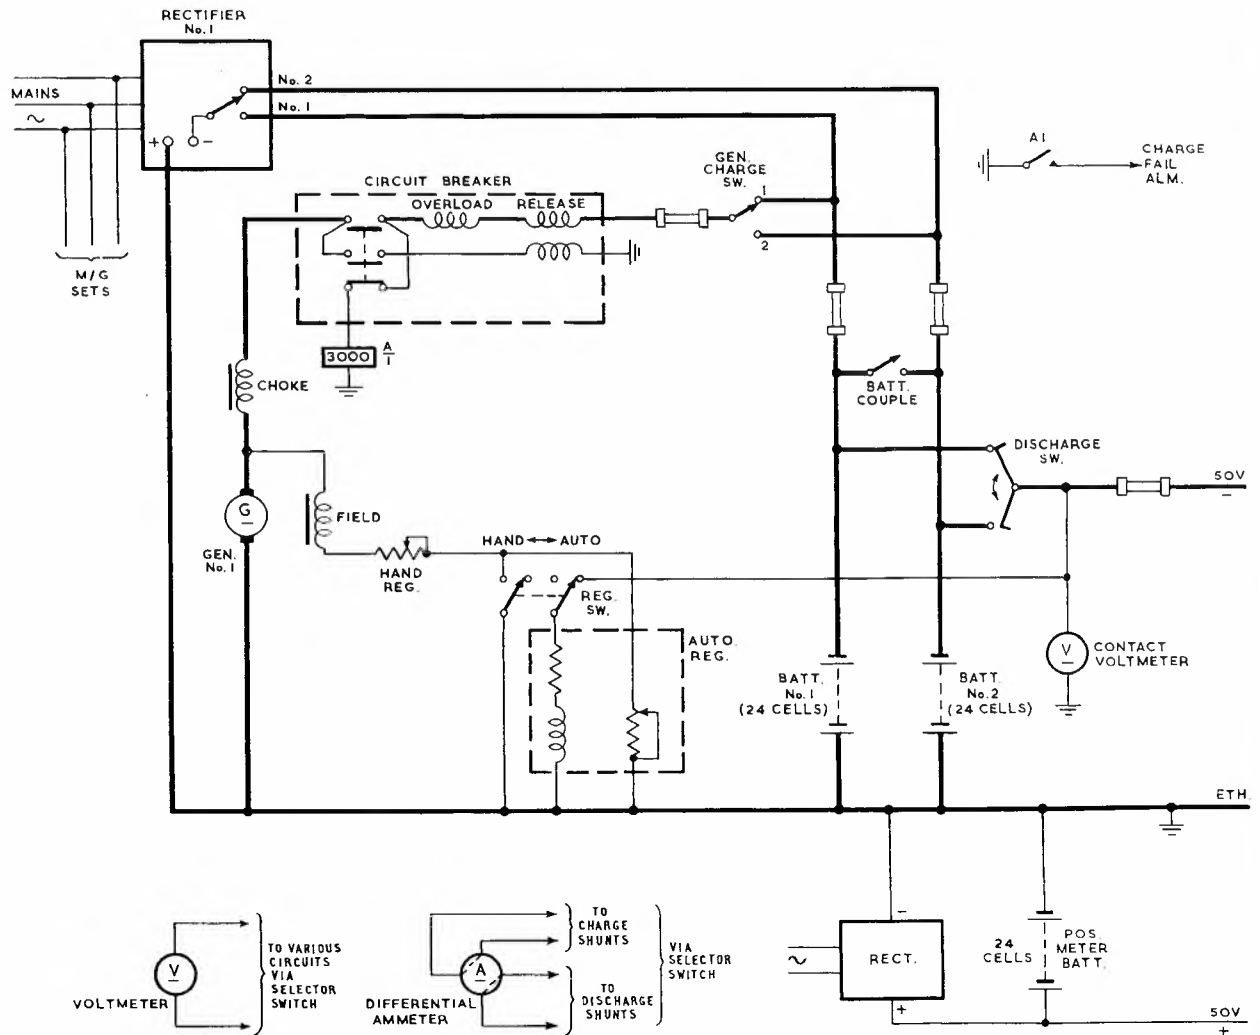 RECTIFIER
No.1
MAINS
~
No. 2
No. 1
+
−
M/G
SETS
CIRCUIT BREAKER
OVERLOAD
RELEASE
GEN.
CHARGE
SW.
1
2
A1
CHARGE
FAIL
ALM.
3000
A
1
CHOKE
BATT.
COUPLE
DISCHARGE
SW.
50V
−
G
GEN.
No.1
FIELD
HAND
REG.
HAND ↔ AUTO
REG.
SW.
AUTO.
REG.
V
CONTACT
VOLTMETER
BATT.
No.1
(24 CELLS)
BATT.
No.2
(24 CELLS)
ETH.
V
VOLTMETER
TO VARIOUS
CIRCUITS
VIA
SELECTOR
SWITCH
A
DIFFERENTIAL
AMMETER
TO
CHARGE
SHUNTS
TO
DISCHARGE
SHUNTS
VIA
SELECTOR
SWITCH
~
−
RECT.
+
24
CELLS
POS.
METER
BATT.
50V
+